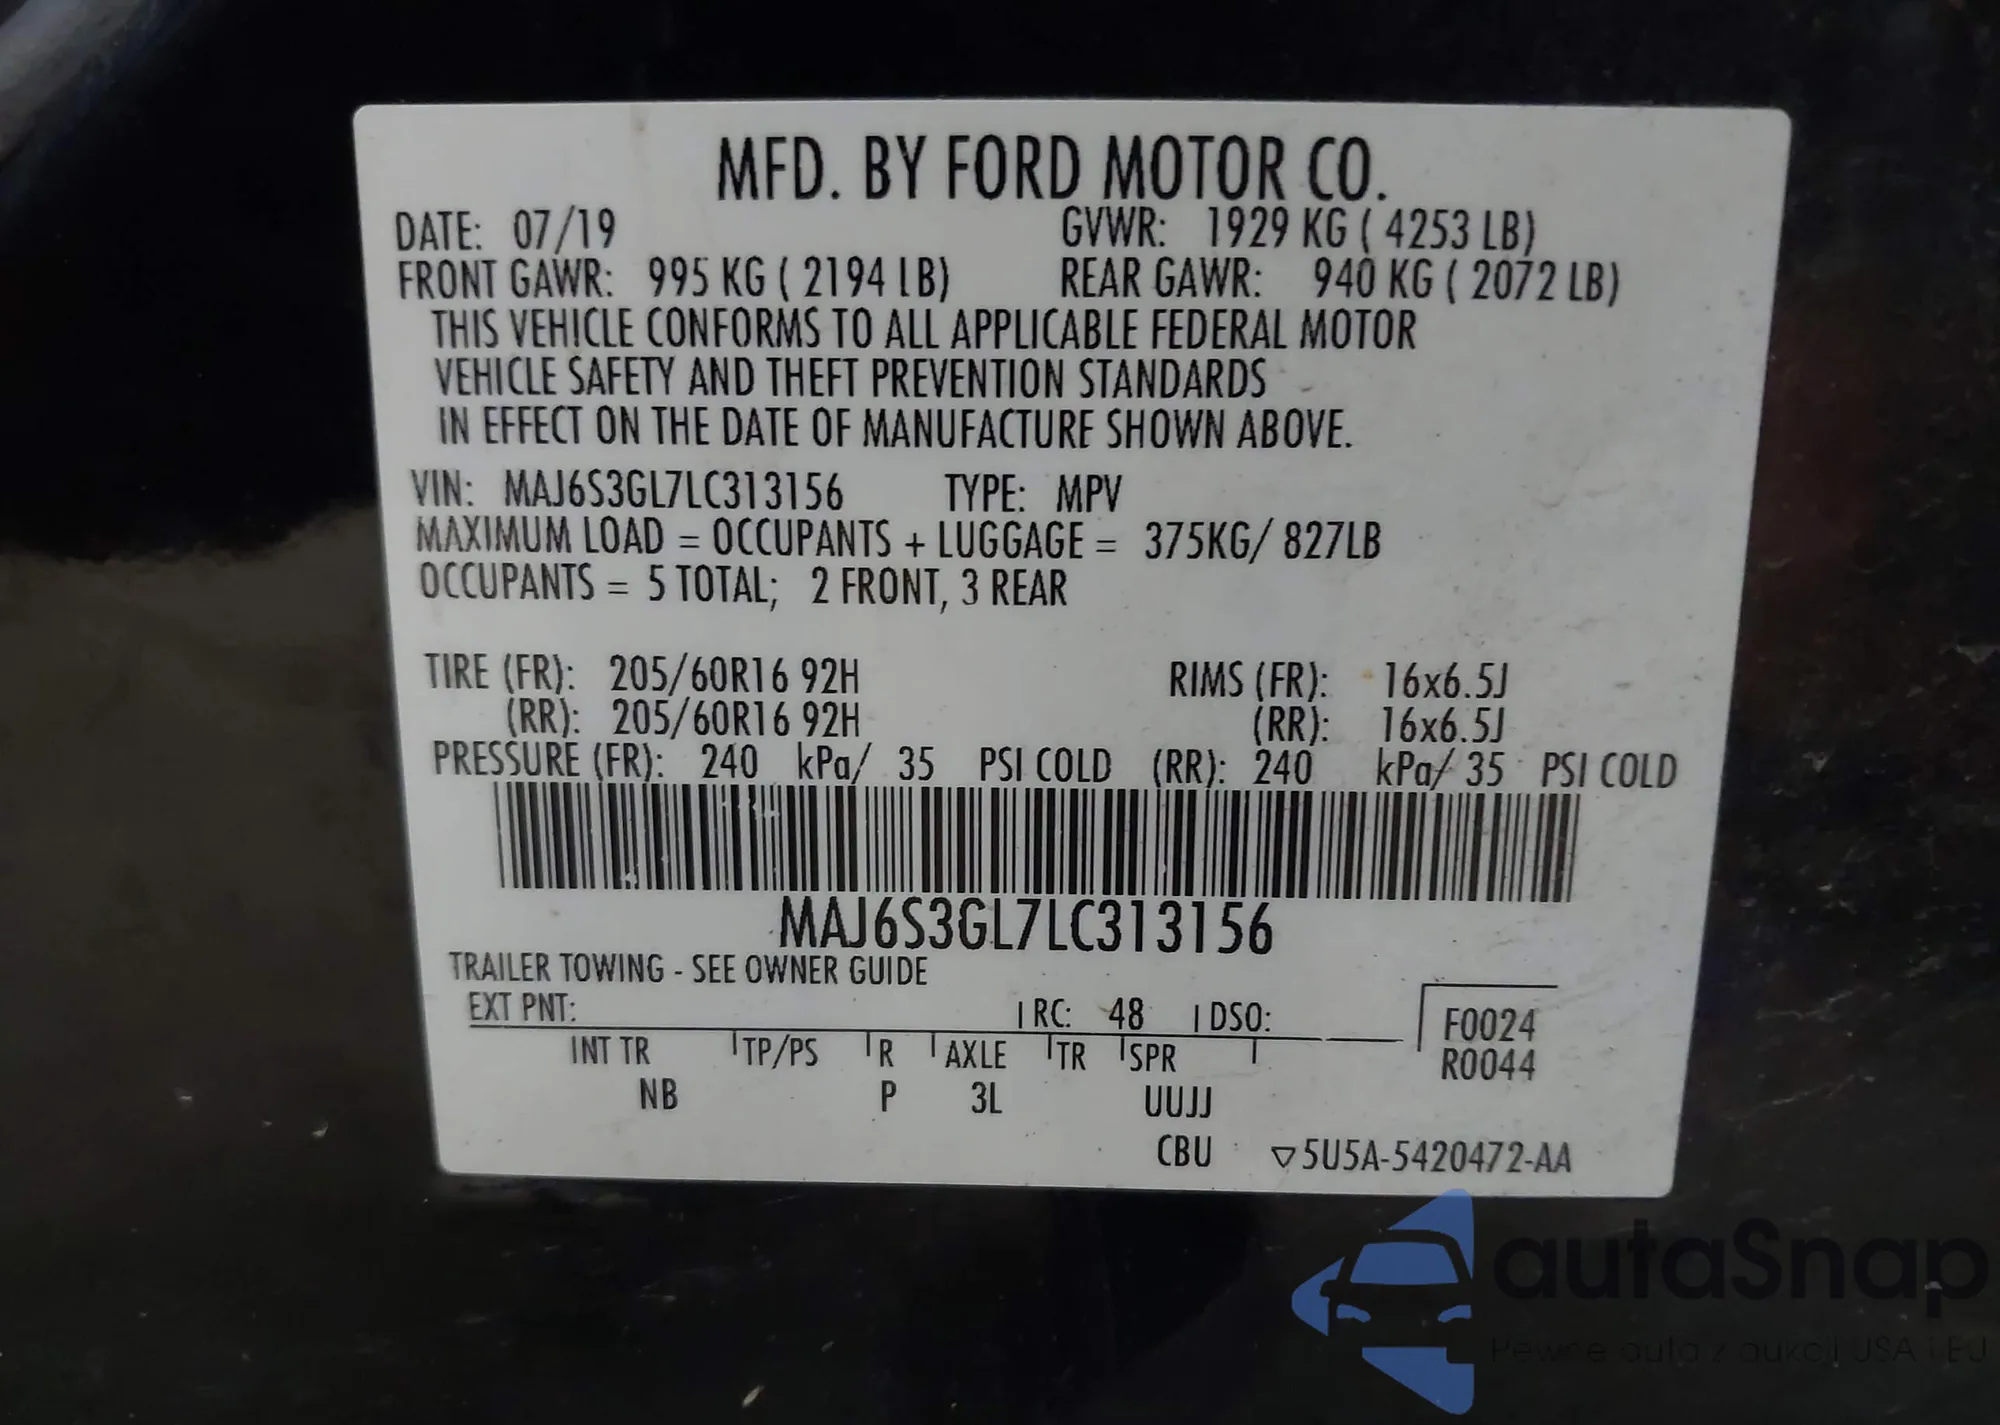 MFD. BY FORD MOTOR CO.
DATE: 07/19 GVWR: 1929 KG ( 4253 LB)
FRONT GAWR: 995 KG ( 2194 LB) REAR GAWR: 940 KG ( 2072 LB)
THIS VEHICLE CONFORMS TO ALL APPLICABLE FEDERAL MOTOR
VEHICLE SAFETY AND THEFT PREVENTION STANDARDS
IN EFFECT ON THE DATE OF MANUFACTURE SHOWN ABOVE.
VIN: MAJ6S3GL7LC313156 TYPE: MPV
MAXIMUM LOAD = OCCUPANTS + LUGGAGE = 375KG/ 827LB
OCCUPANTS = 5 TOTAL; 2 FRONT, 3 REAR
TIRE (FR): 205/60R16 92H RIMS (FR): 16x6.5J
(RR): 205/60R16 92H (RR): 16x6.5J
PRESSURE (FR): 240 kPa/ 35 PSI COLD (RR): 240 kPa/ 35 PSI COLD
MAJ6S3GL7LC313156
TRAILER TOWING - SEE OWNER GUIDE
EXT PNT: RC: 48 DSO: F0024
INT TR TP/PS R AXLE TR SPR R0044
NB P 3L UUJJ
CBU 5U5A-5420472-AA
autaSnap
Pewne auta z aukcji USA i EU